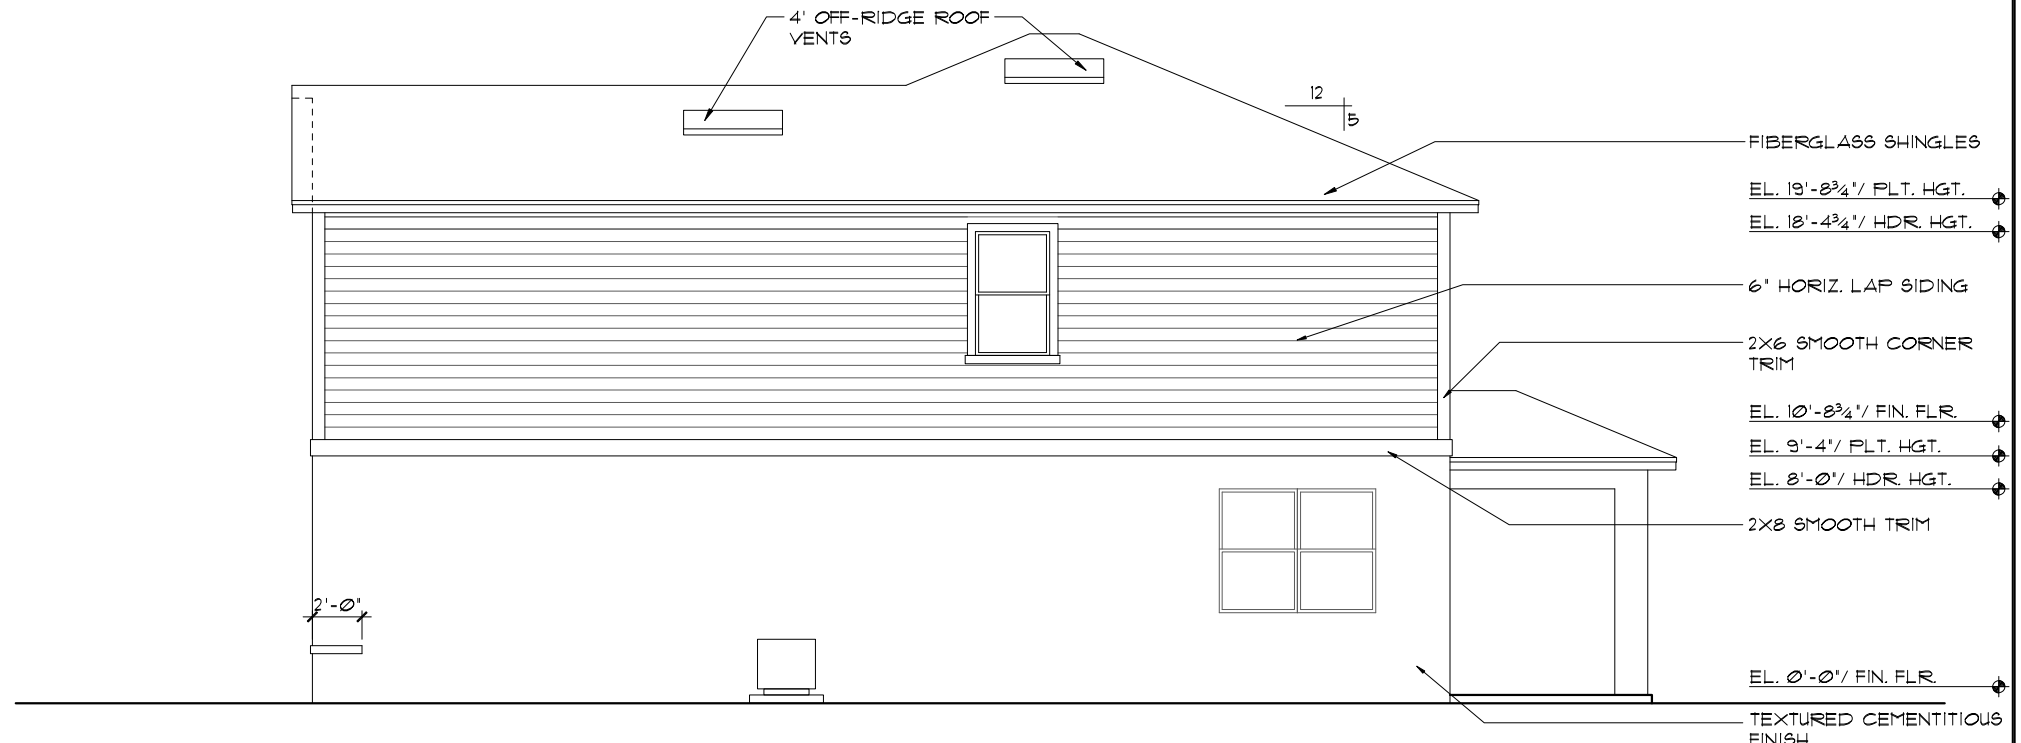 4' OFF-RIDGE ROOF
VENTS
12
5
FIBERGLASS SHINGLES
EL. 19'-8¾"/ PLT. HGT.
EL. 18'-4¾"/ HDR. HGT.
6" HORIZ. LAP SIDING
2X6 SMOOTH CORNER
TRIM
EL. 10'-8¾"/ FIN. FLR.
EL. 9'-4"/ PLT. HGT.
EL. 8'-0"/ HDR. HGT.
2X8 SMOOTH TRIM
2'-0"
EL. 0'-0"/ FIN. FLR.
TEXTURED CEMENTITIOUS
FINISH